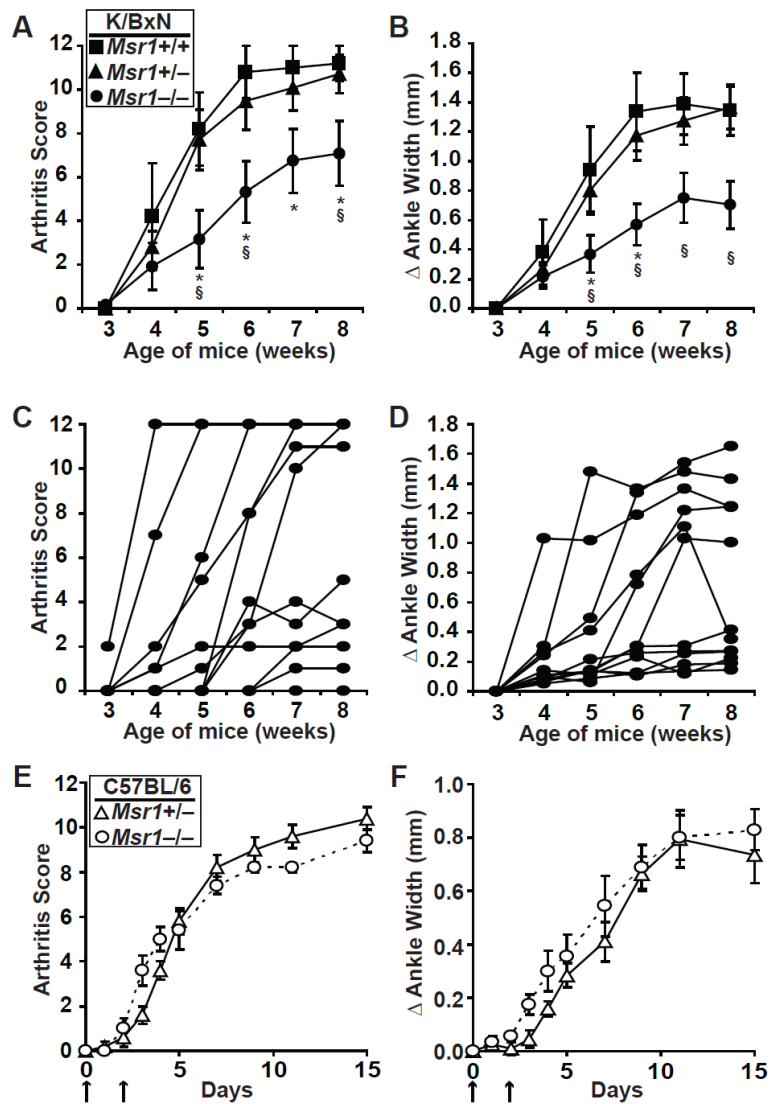 A
K/BxN
Msr1+/+
Msr1+/–
Msr1–/–
Arthritis Score
12
10
8
6
4
2
0
*
§
*
§
*
*
§
3 4 5 6 7 8
Age of mice (weeks)
B
Δ Ankle Width (mm)
1.8
1.6
1.4
1.2
1.0
0.8
0.6
0.4
0.2
0.0
*
§
*
§
§
§
3 4 5 6 7 8
Age of mice (weeks)
C
Arthritis Score
12
10
8
6
4
2
0
3 4 5 6 7 8
Age of mice (weeks)
D
Δ Ankle Width (mm)
1.8
1.6
1.4
1.2
1.0
0.8
0.6
0.4
0.2
0.0
3 4 5 6 7 8
Age of mice (weeks)
E
C57BL/6
Msr1+/–
Msr1–/–
Arthritis Score
12
10
8
6
4
2
0
0 5 10 15
Days
F
Δ Ankle Width (mm)
1.0
0.8
0.6
0.4
0.2
0.0
0 5 10 15
Days